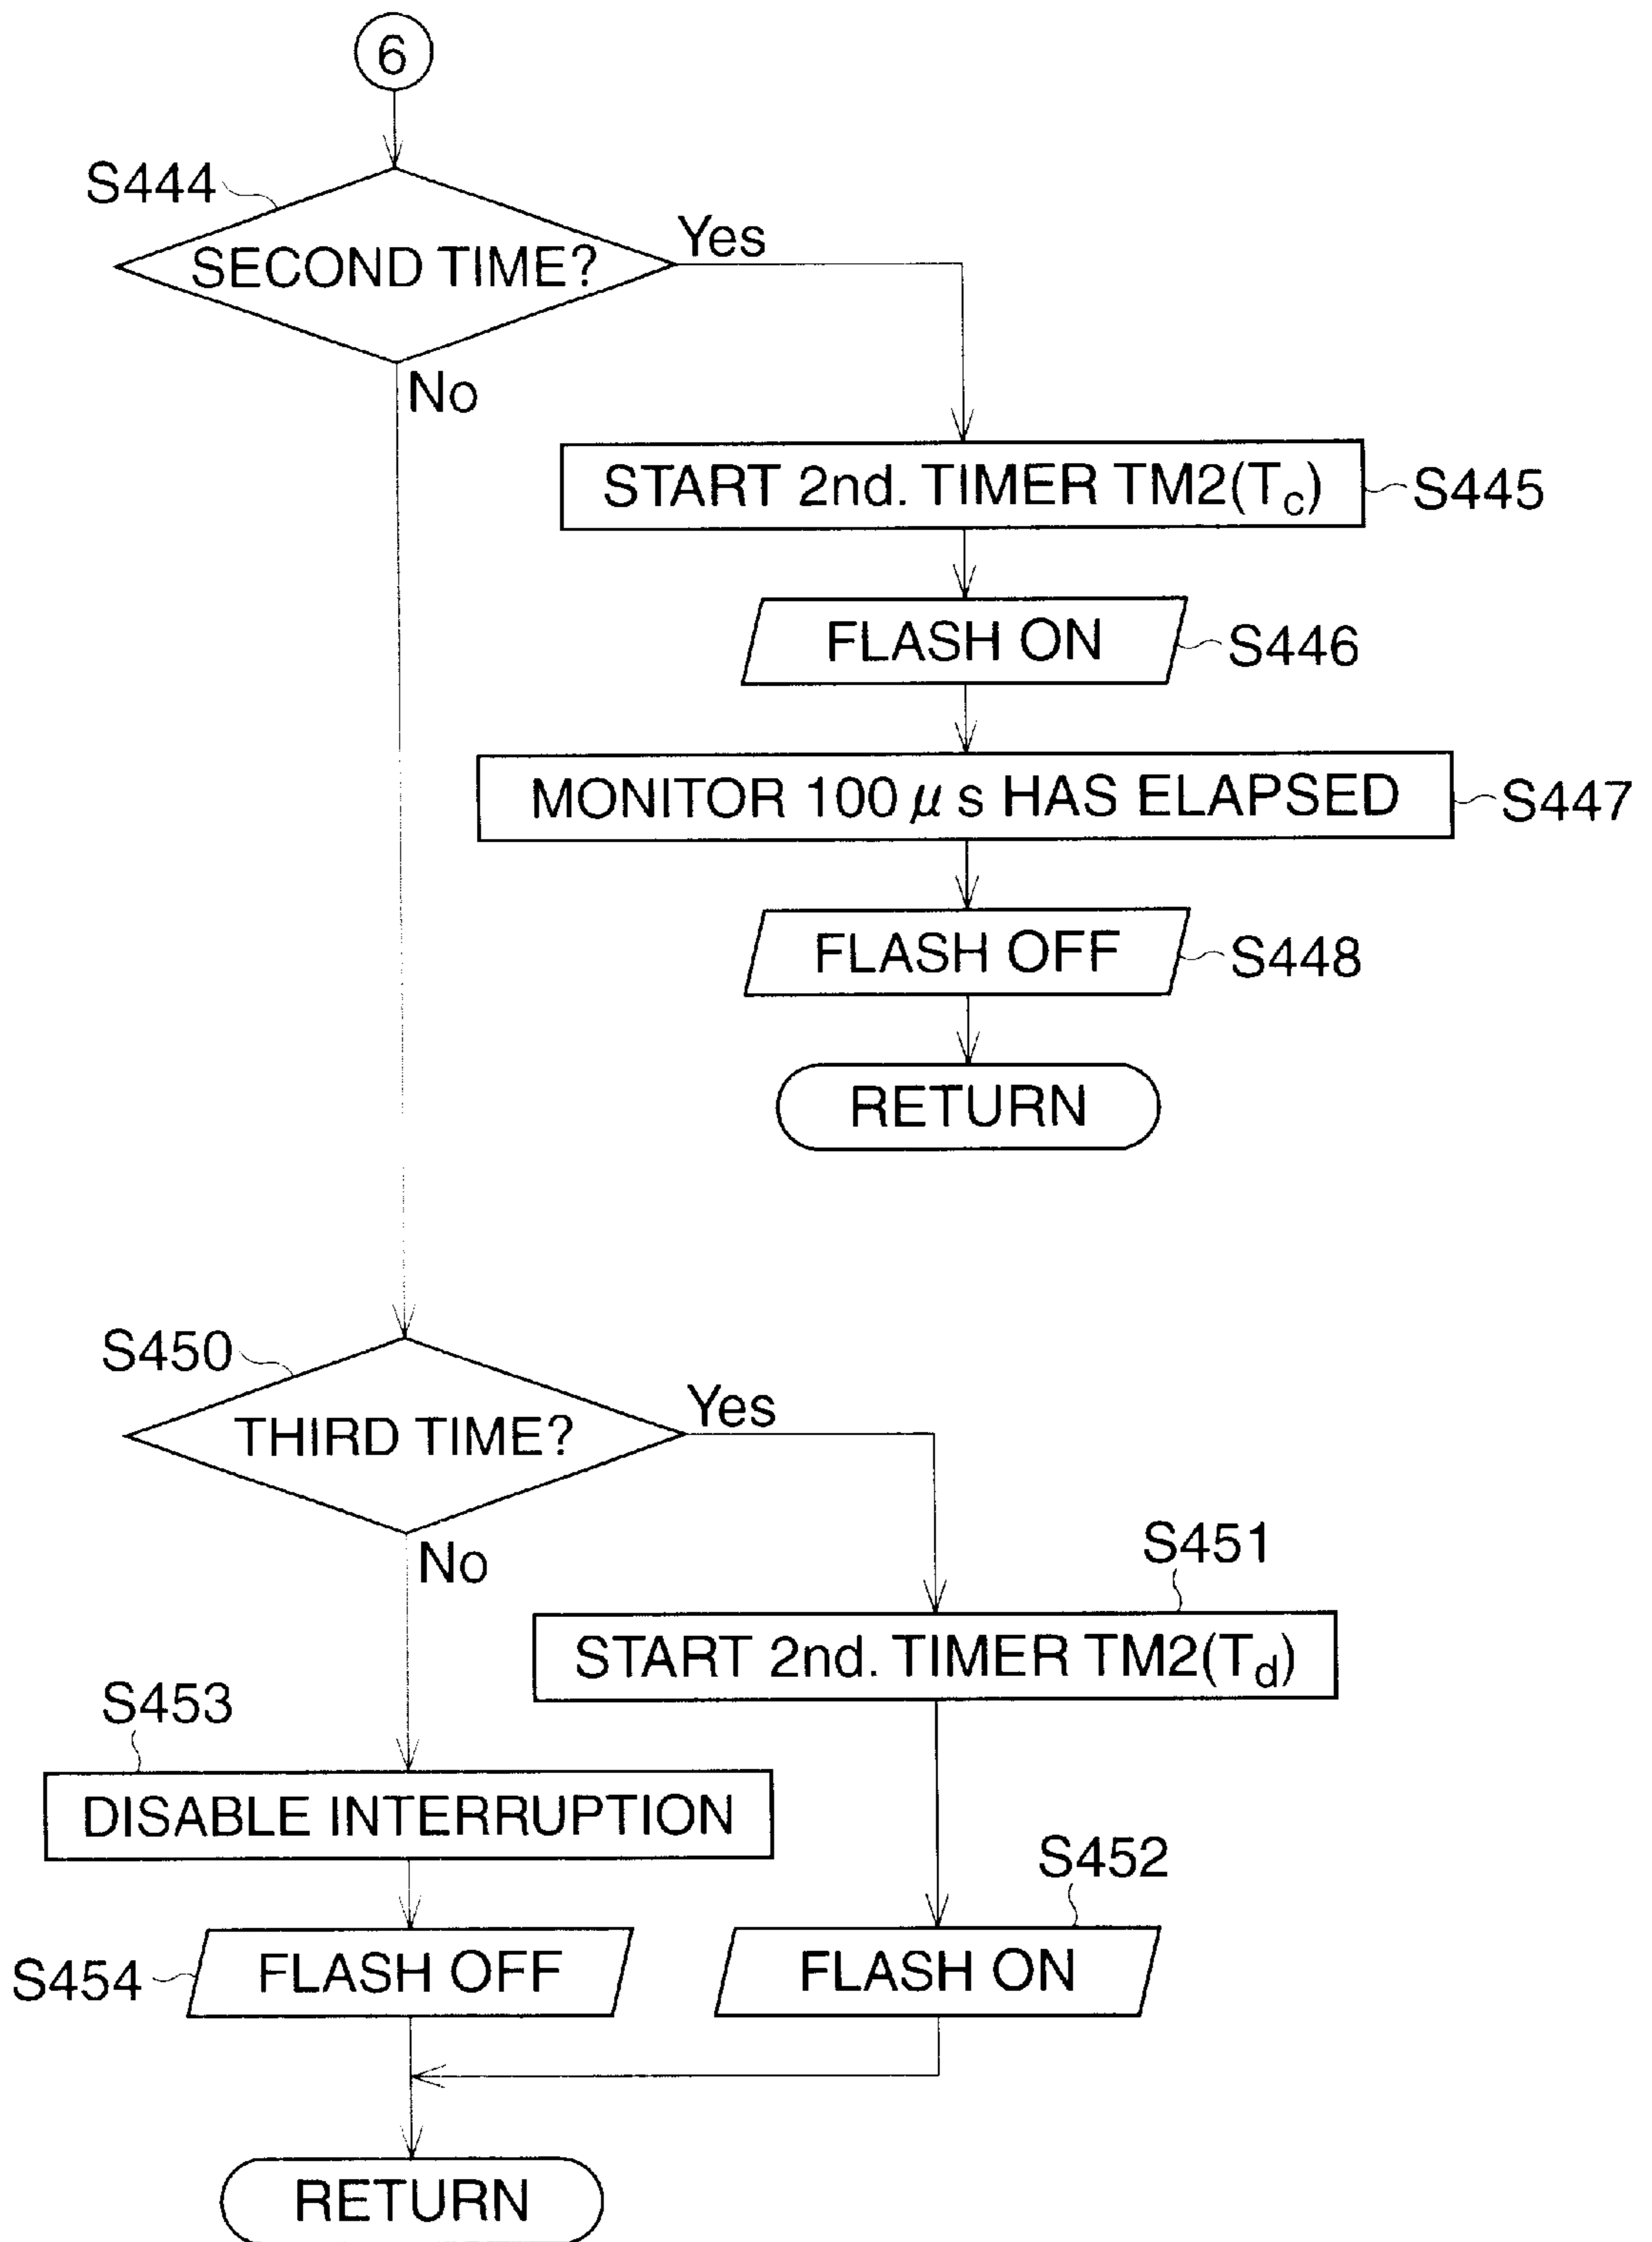 6
S444
SECOND TIME?
Yes
No
START 2nd. TIMER TM2(Tc)
S445
FLASH ON
S446
MONITOR 100 μs HAS ELAPSED
S447
FLASH OFF
S448
RETURN
S450
THIRD TIME?
Yes
No
S451
START 2nd. TIMER TM2(Td)
S453
DISABLE INTERRUPTION
S452
S454
FLASH OFF
FLASH ON
RETURN